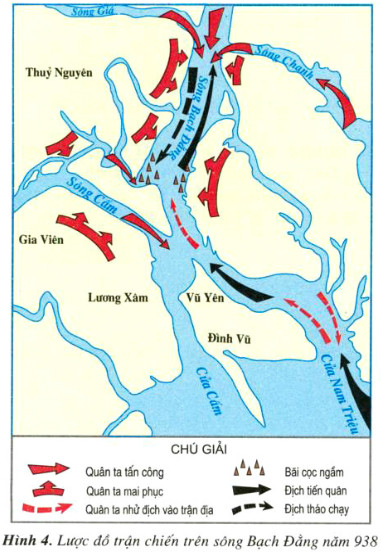 Sông Giá
Thuỷ Nguyên
Sông Chanh
Sông Bạch Đằng
Sông Cấm
Gia Viên
Lương Xâm
Vũ Yên
Đình Vũ
Cửa Cấm
Cửa Nam Triệu
CHÚ GIẢI
Quân ta tấn công
Quân ta mai phục
Quân ta nhử địch vào trận địa
Bãi cọc ngầm
Địch tiến quân
Địch tháo chạy
Hình 4. Lược đồ trận chiến trên sông Bạch Đằng năm 938